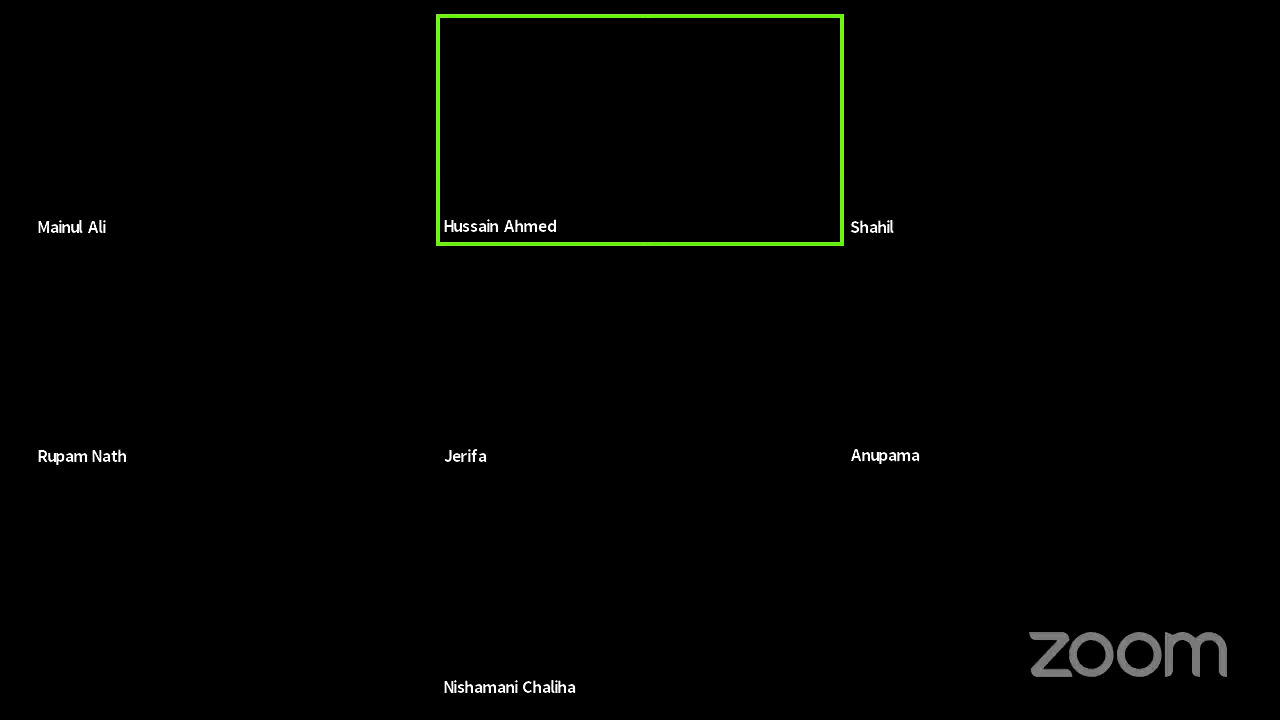 Mainul Ali
Hussain Ahmed
Shahil
Rupam Nath
Jerifa
Anupama
Nishamani Chaliha
zoom